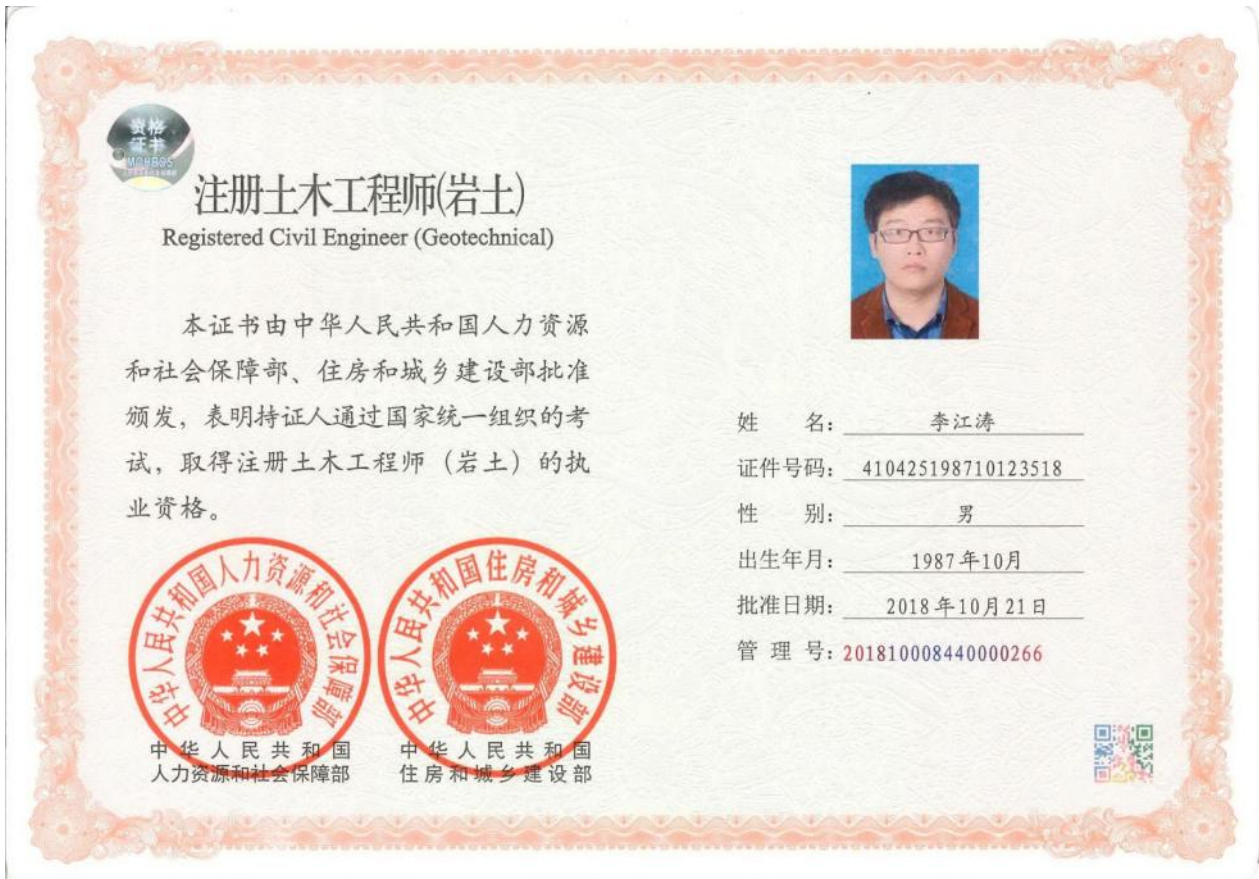 资格
证书
MOHRSS
注册土木工程师(岩土)
Registered Civil Engineer (Geotechnical)
本证书由中华人民共和国人力资源
和社会保障部、住房和城乡建设部批准
颁发，表明持证人通过国家统一组织的考
试，取得注册土木工程师（岩土）的执
业资格。
中华人民共和国人力资源和社会保障部
中华人民共和国住房和城乡建设部
中华人民共和国
人力资源和社会保障部
中华人民共和国
住房和城乡建设部
姓 名：李江涛
证件号码：410425198710123518
性 别：男
出生年月：1987年10月
批准日期：2018年10月21日
管 理 号：201810008440000266